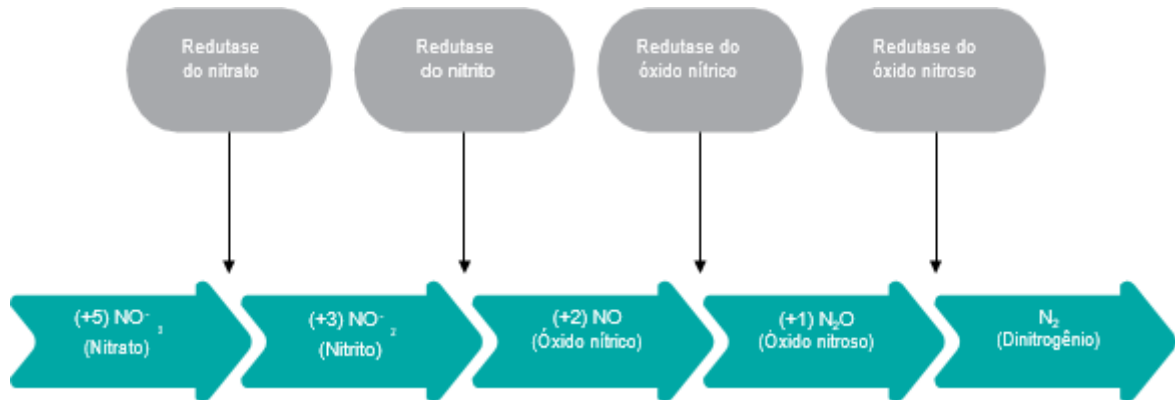 Redutase
do nitrato
Redutase
do nitrito
Redutase do
óxido nítrico
Redutase do
óxido nitroso
(+5) NO⁻₃
(Nitrato)
(+3) NO⁻₂
(Nitrito)
(+2) NO
(Óxido nítrico)
(+1) N₂O
(Óxido nitroso)
N₂
(Dinitrogênio)